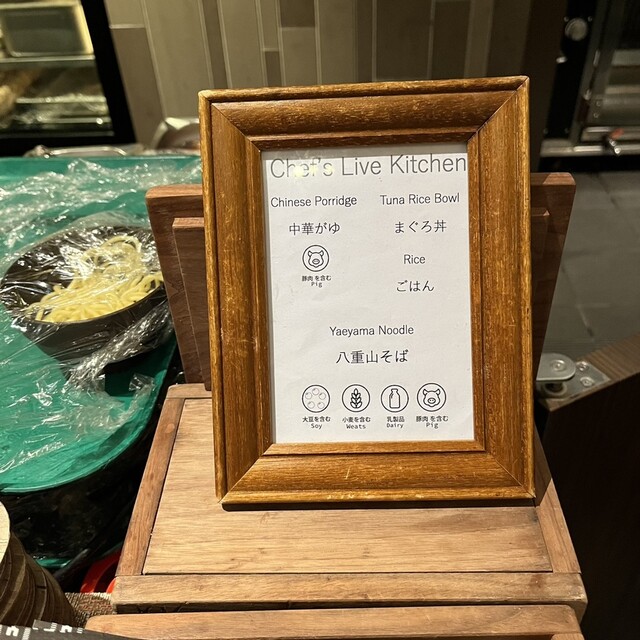 Chef's Live Kitchen
Chinese Porridge
中華がゆ
豚肉 を含む
Pig
Tuna Rice Bowl
まぐろ丼
Rice
ごはん
Yaeyama Noodle
八重山そば
大豆を含む
Soy
小麦を含む
Weats
乳製品
Dairy
豚肉 を含む
Pig